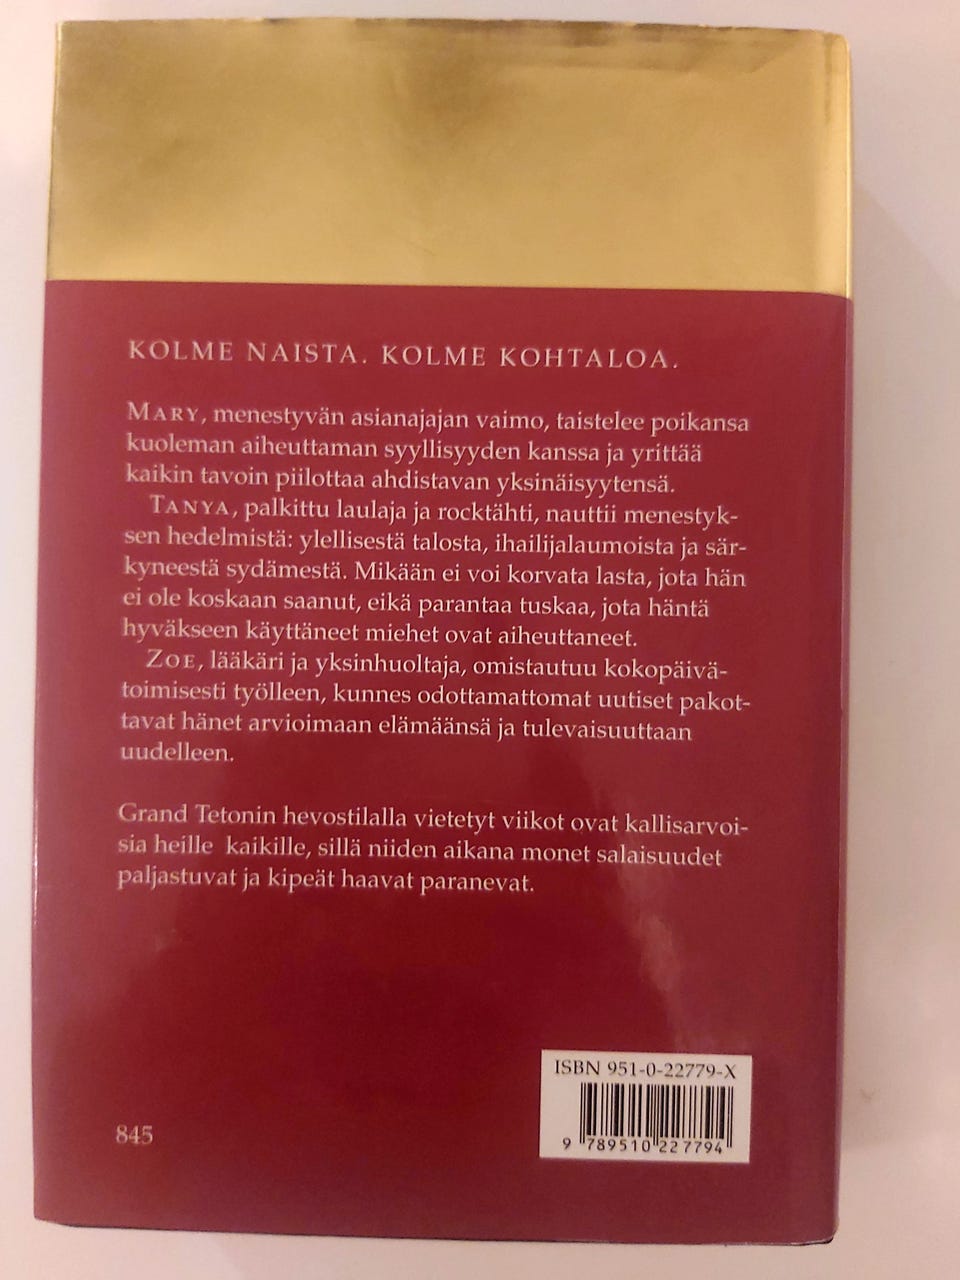 KOLME NAISTA. KOLME KOHTALOA.
MARY, menestyvän asianajajan vaimo, taistelee poikansa
kuoleman aiheuttaman syyllisyyden kanssa ja yrittää
kaikin tavoin piilottaa ahdistavan yksinäisyytensä.
TANYA, palkittu laulaja ja rocktähti, nauttii menestyk-
sen hedelmistä: ylellisestä talosta, ihailijalaumoista ja sär-
kyneestä sydämestä. Mikään ei voi korvata lasta, jota hän
ei ole koskaan saanut, eikä parantaa tuskaa, jota häntä
hyväkseen käyttäneet miehet ovat aiheuttaneet.
ZOE, lääkäri ja yksinhuoltaja, omistautuu kokopäivä-
toimisesti työlleen, kunnes odottamattomat uutiset pakot-
tavat hänet arvioimaan elämäänsä ja tulevaisuuttaan
uudelleen.
Grand Tetonin hevostilalla vietetyt viikot ovat kallisarvoi-
sia heille kaikille, sillä niiden aikana monet salaisuudet
paljastuvat ja kipeät haavat paranevat.
ISBN 951-0-22779-X
9 789510 227794
845